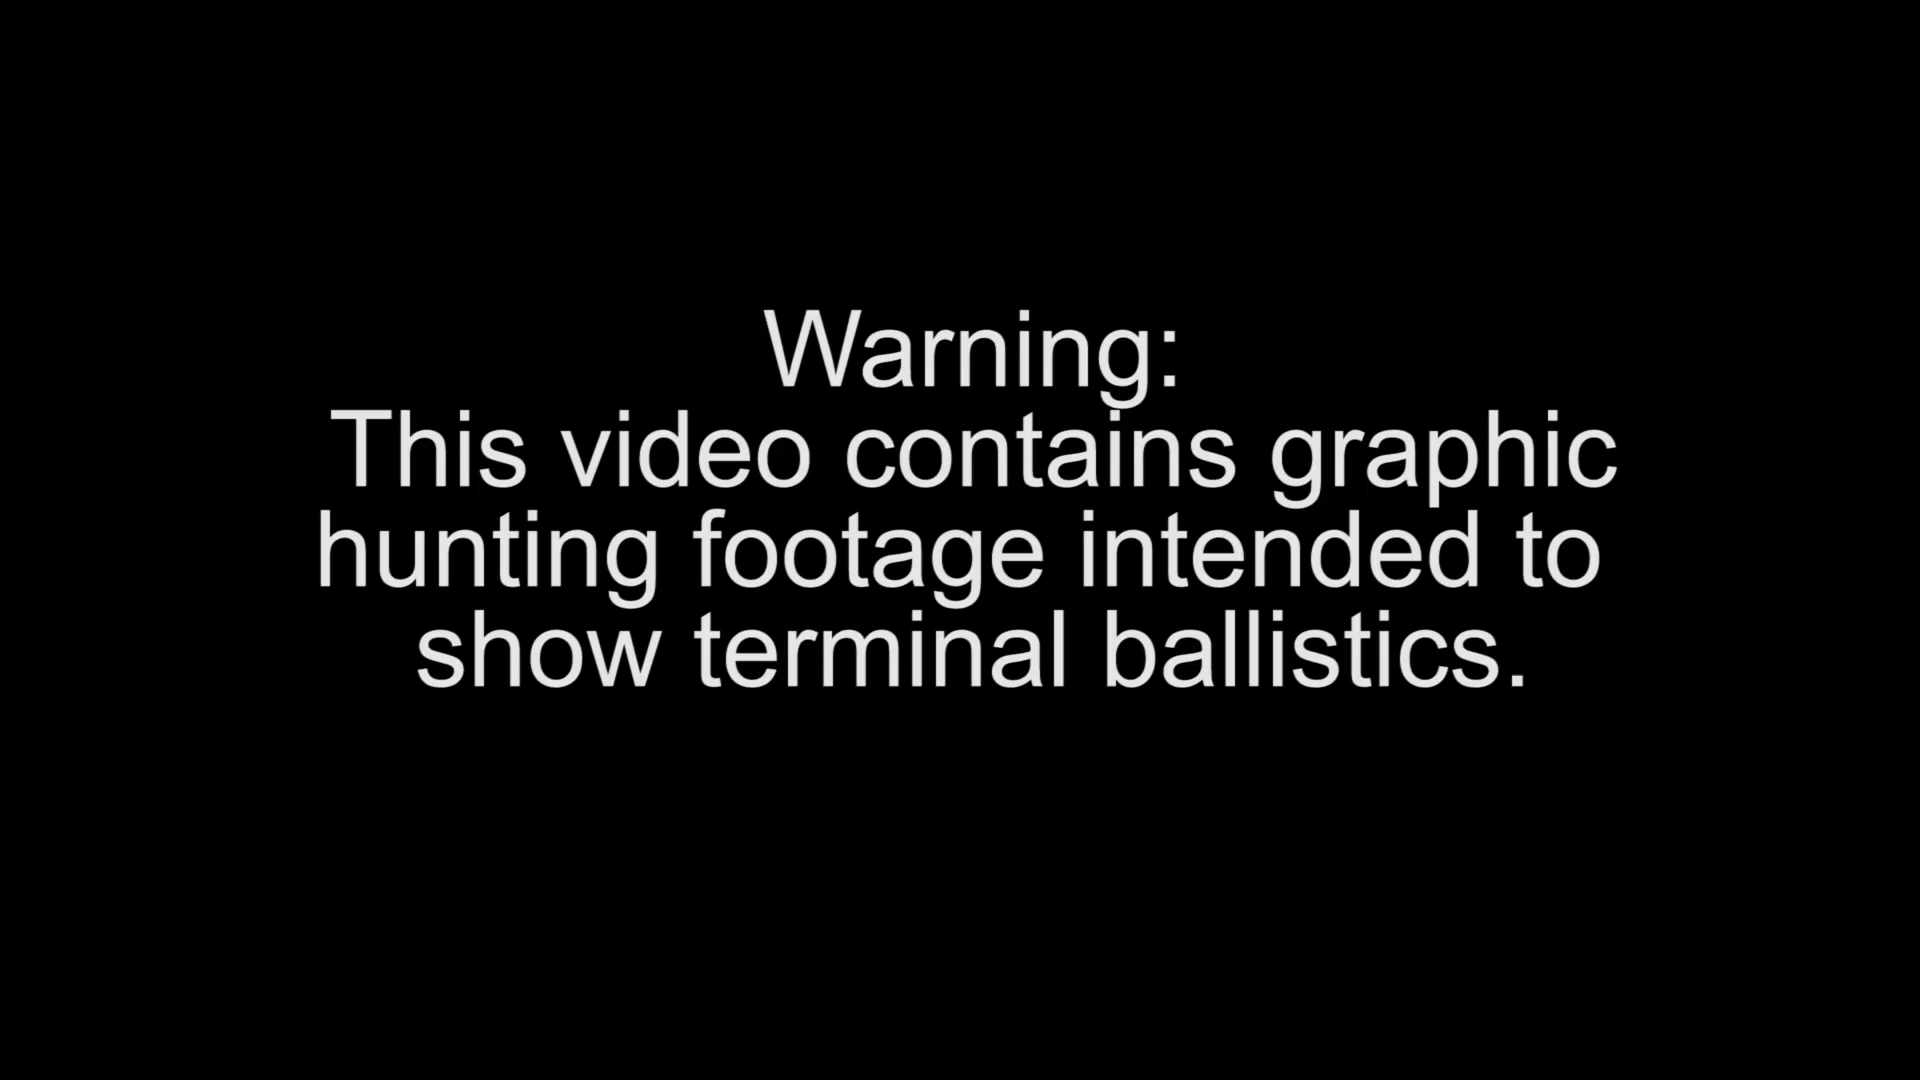 Warning:
This video contains graphic
hunting footage intended to
show terminal ballistics.